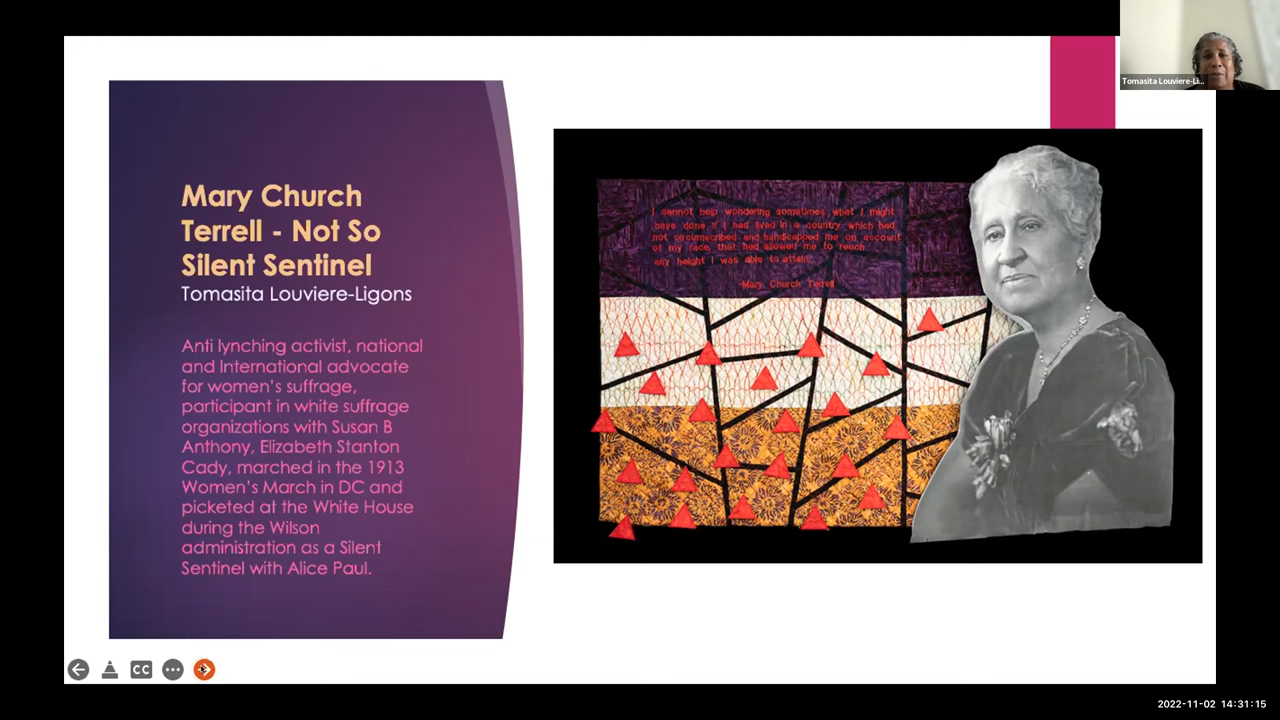 Mary Church
Terrell - Not So
Silent Sentinel
Tomasita Louviere-Ligons
Anti lynching activist, national
and International advocate
for women's suffrage,
participant in white suffrage
organizations with Susan B
Anthony, Elizabeth Stanton
Cady, marched in the 1913
Women's March in DC and
picketed at the White House
during the Wilson
administration as a Silent
Sentinel with Alice Paul.
I cannot help wondering sometimes what I might
have done if I had lived in a country which had
not circumscribed and handicapped me on account
of my race, that had allowed me to reach
any height I was able to attain.
-Mary Church Terrell
Tomasita Louviere-Li...
CC
2022-11-02 14:31:15